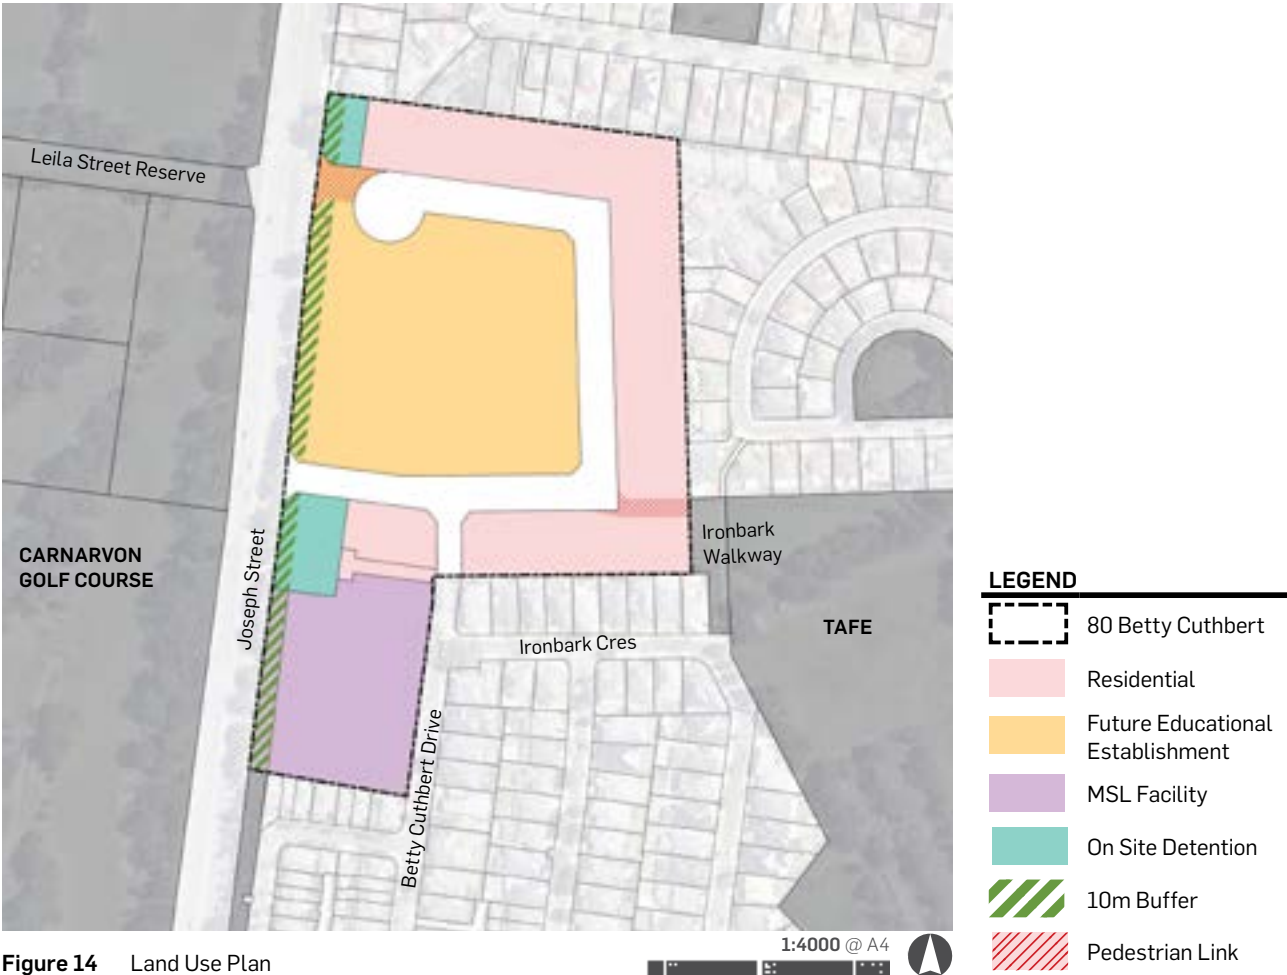 Leila Street Reserve
CARNARVON
GOLF COURSE
Joseph Street
Ironbark
Walkway
TAFE
Ironbark Cres
Betty Cuthbert Drive
LEGEND
80 Betty Cuthbert
Residential
Future Educational
Establishment
MSL Facility
On Site Detention
10m Buffer
Pedestrian Link
1:4000 @ A4
Figure 14 Land Use Plan